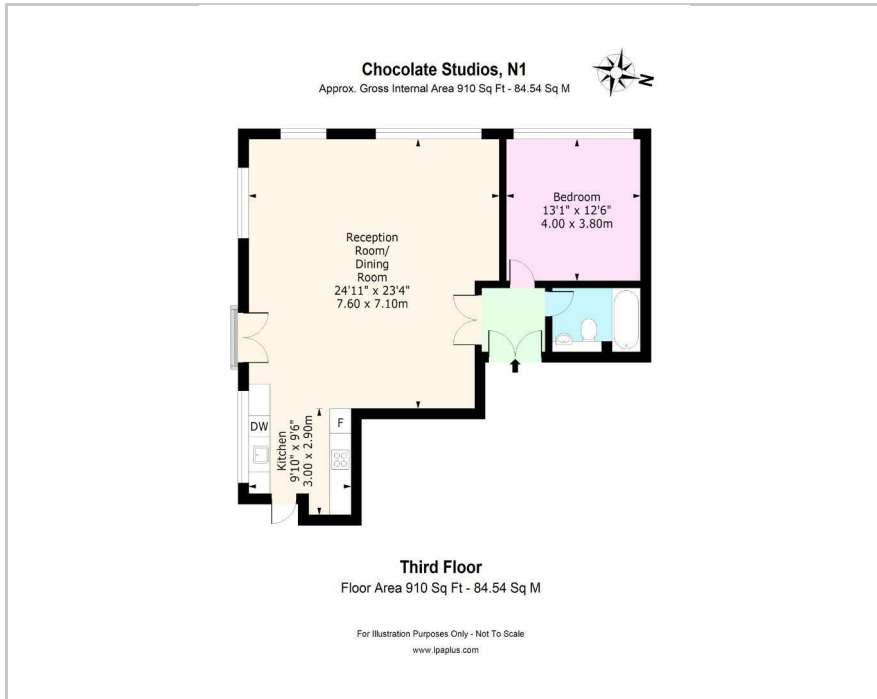 Chocolate Studios, N1
Approx. Gross Internal Area 910 Sq Ft - 84.54 Sq M
N
Bedroom
13'1" x 12'6"
4.00 x 3.80m
Reception
Room/
Dining
Room
24'11" x 23'4"
7.60 x 7.10m
DW
Kitchen
9'10" x 9'6"
3.00 x 2.90m
F
Third Floor
Floor Area 910 Sq Ft - 84.54 Sq M
For Illustration Purposes Only - Not To Scale
www.lpaplus.com